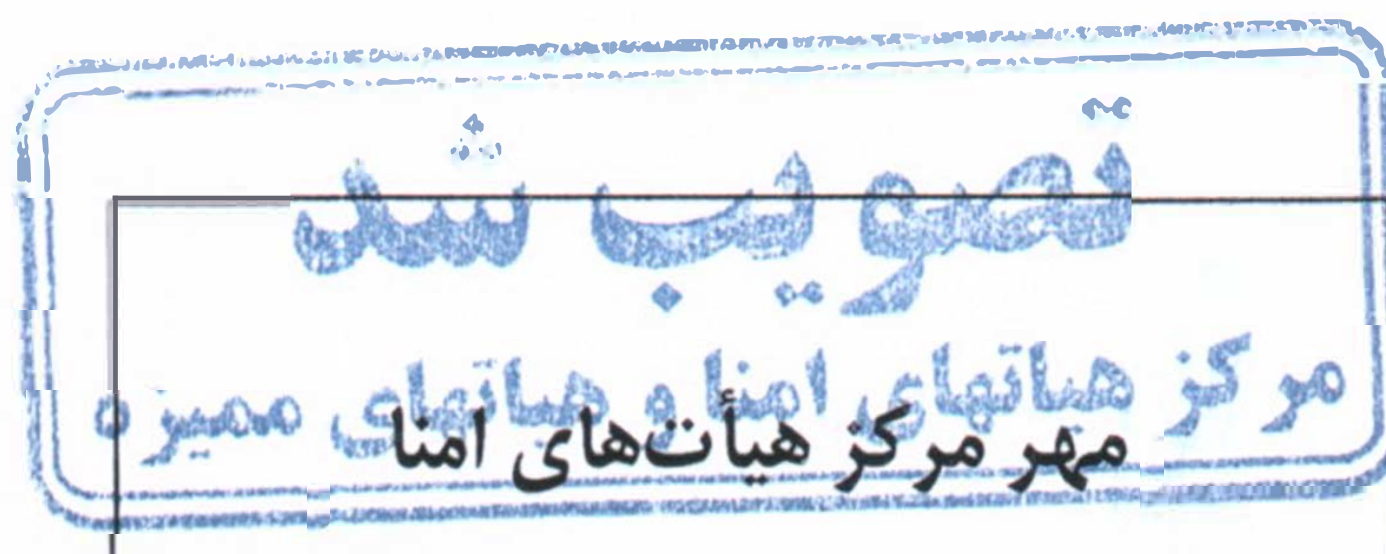 تصویب شد
مرکز هیاتهای امنا و هیاتهای ممیزه
مهر مرکز هیأت‌های امنا